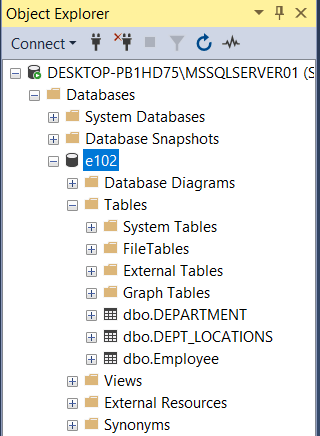 Object Explorer
Connect
DESKTOP-PB1HD75\MSSQLSERVER01 (S
Databases
System Databases
Database Snapshots
e102
Database Diagrams
Tables
System Tables
FileTables
External Tables
Graph Tables
dbo.DEPARTMENT
dbo.DEPT_LOCATIONS
dbo.Employee
Views
External Resources
Synonyms